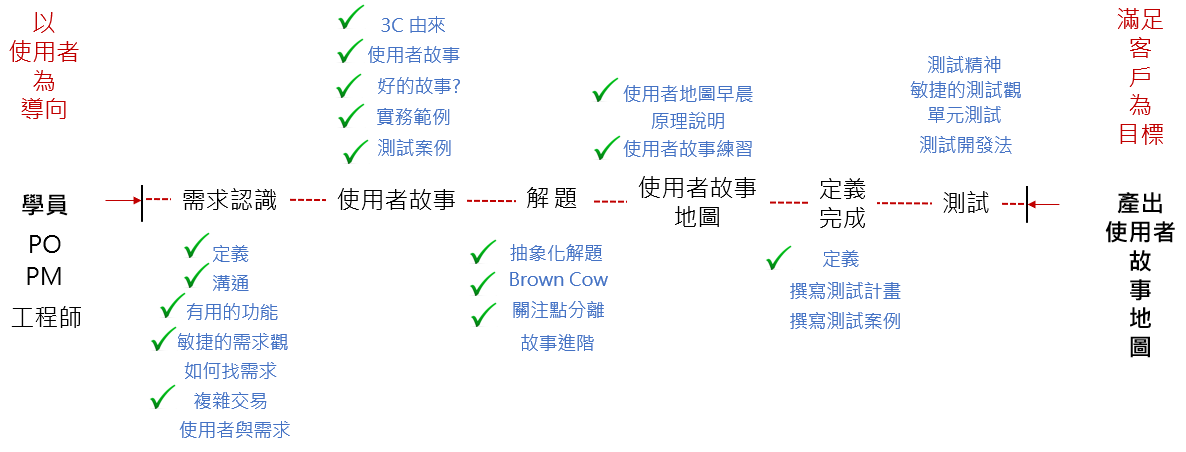 以
使用者
為
導向
3C 由來
使用者故事
好的故事?
實務範例
測試案例
使用者地圖早晨
原理說明
使用者故事練習
測試精神
敏捷的測試觀
單元測試
測試開發法
滿足
客
戶
為
目標
學員
PO
PM
工程師
需求認識
使用者故事
解題
使用者故事
地圖
定義
完成
測試
產出
使用者
故
事
地
圖
定義
溝通
有用的功能
敏捷的需求觀
如何找需求
複雜交易
使用者與需求
抽象化解題
Brown Cow
關注點分離
故事進階
定義
撰寫測試計畫
撰寫測試案例